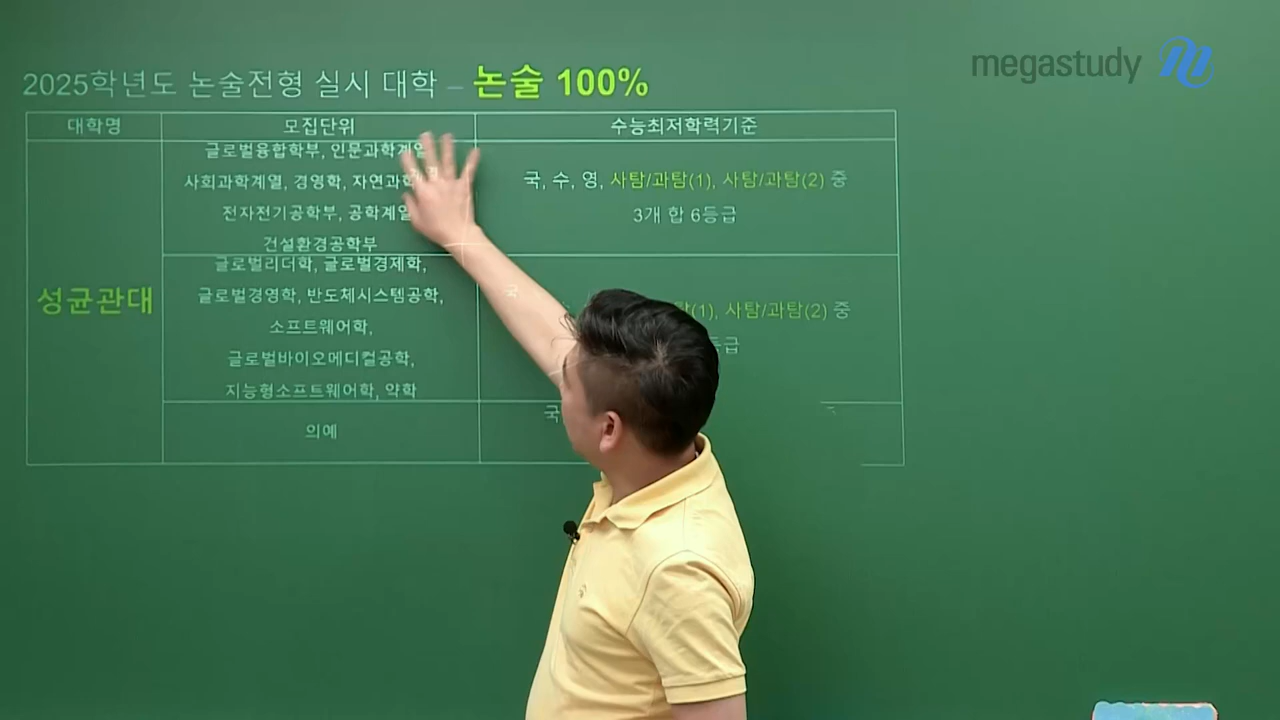 megastudy
2025학년도 논술전형 실시 대학 – 논술 100%
대학명 모집단위 수능최저학력기준
성균관대
글로벌융합학부, 인문과학계열
사회과학계열, 경영학, 자연과학
전자전기공학부, 공학계열
건설환경공학부
국, 수, 영, 사탐/과탐(1), 사탐/과탐(2) 중
3개 합 6등급
글로벌리더학, 글로벌경제학,
글로벌경영학, 반도체시스템공학,
소프트웨어학,
글로벌바이오메디컬공학,
지능형소프트웨어학, 약학
국 (1), 사탐/과탐(2) 중
등급
의예
국